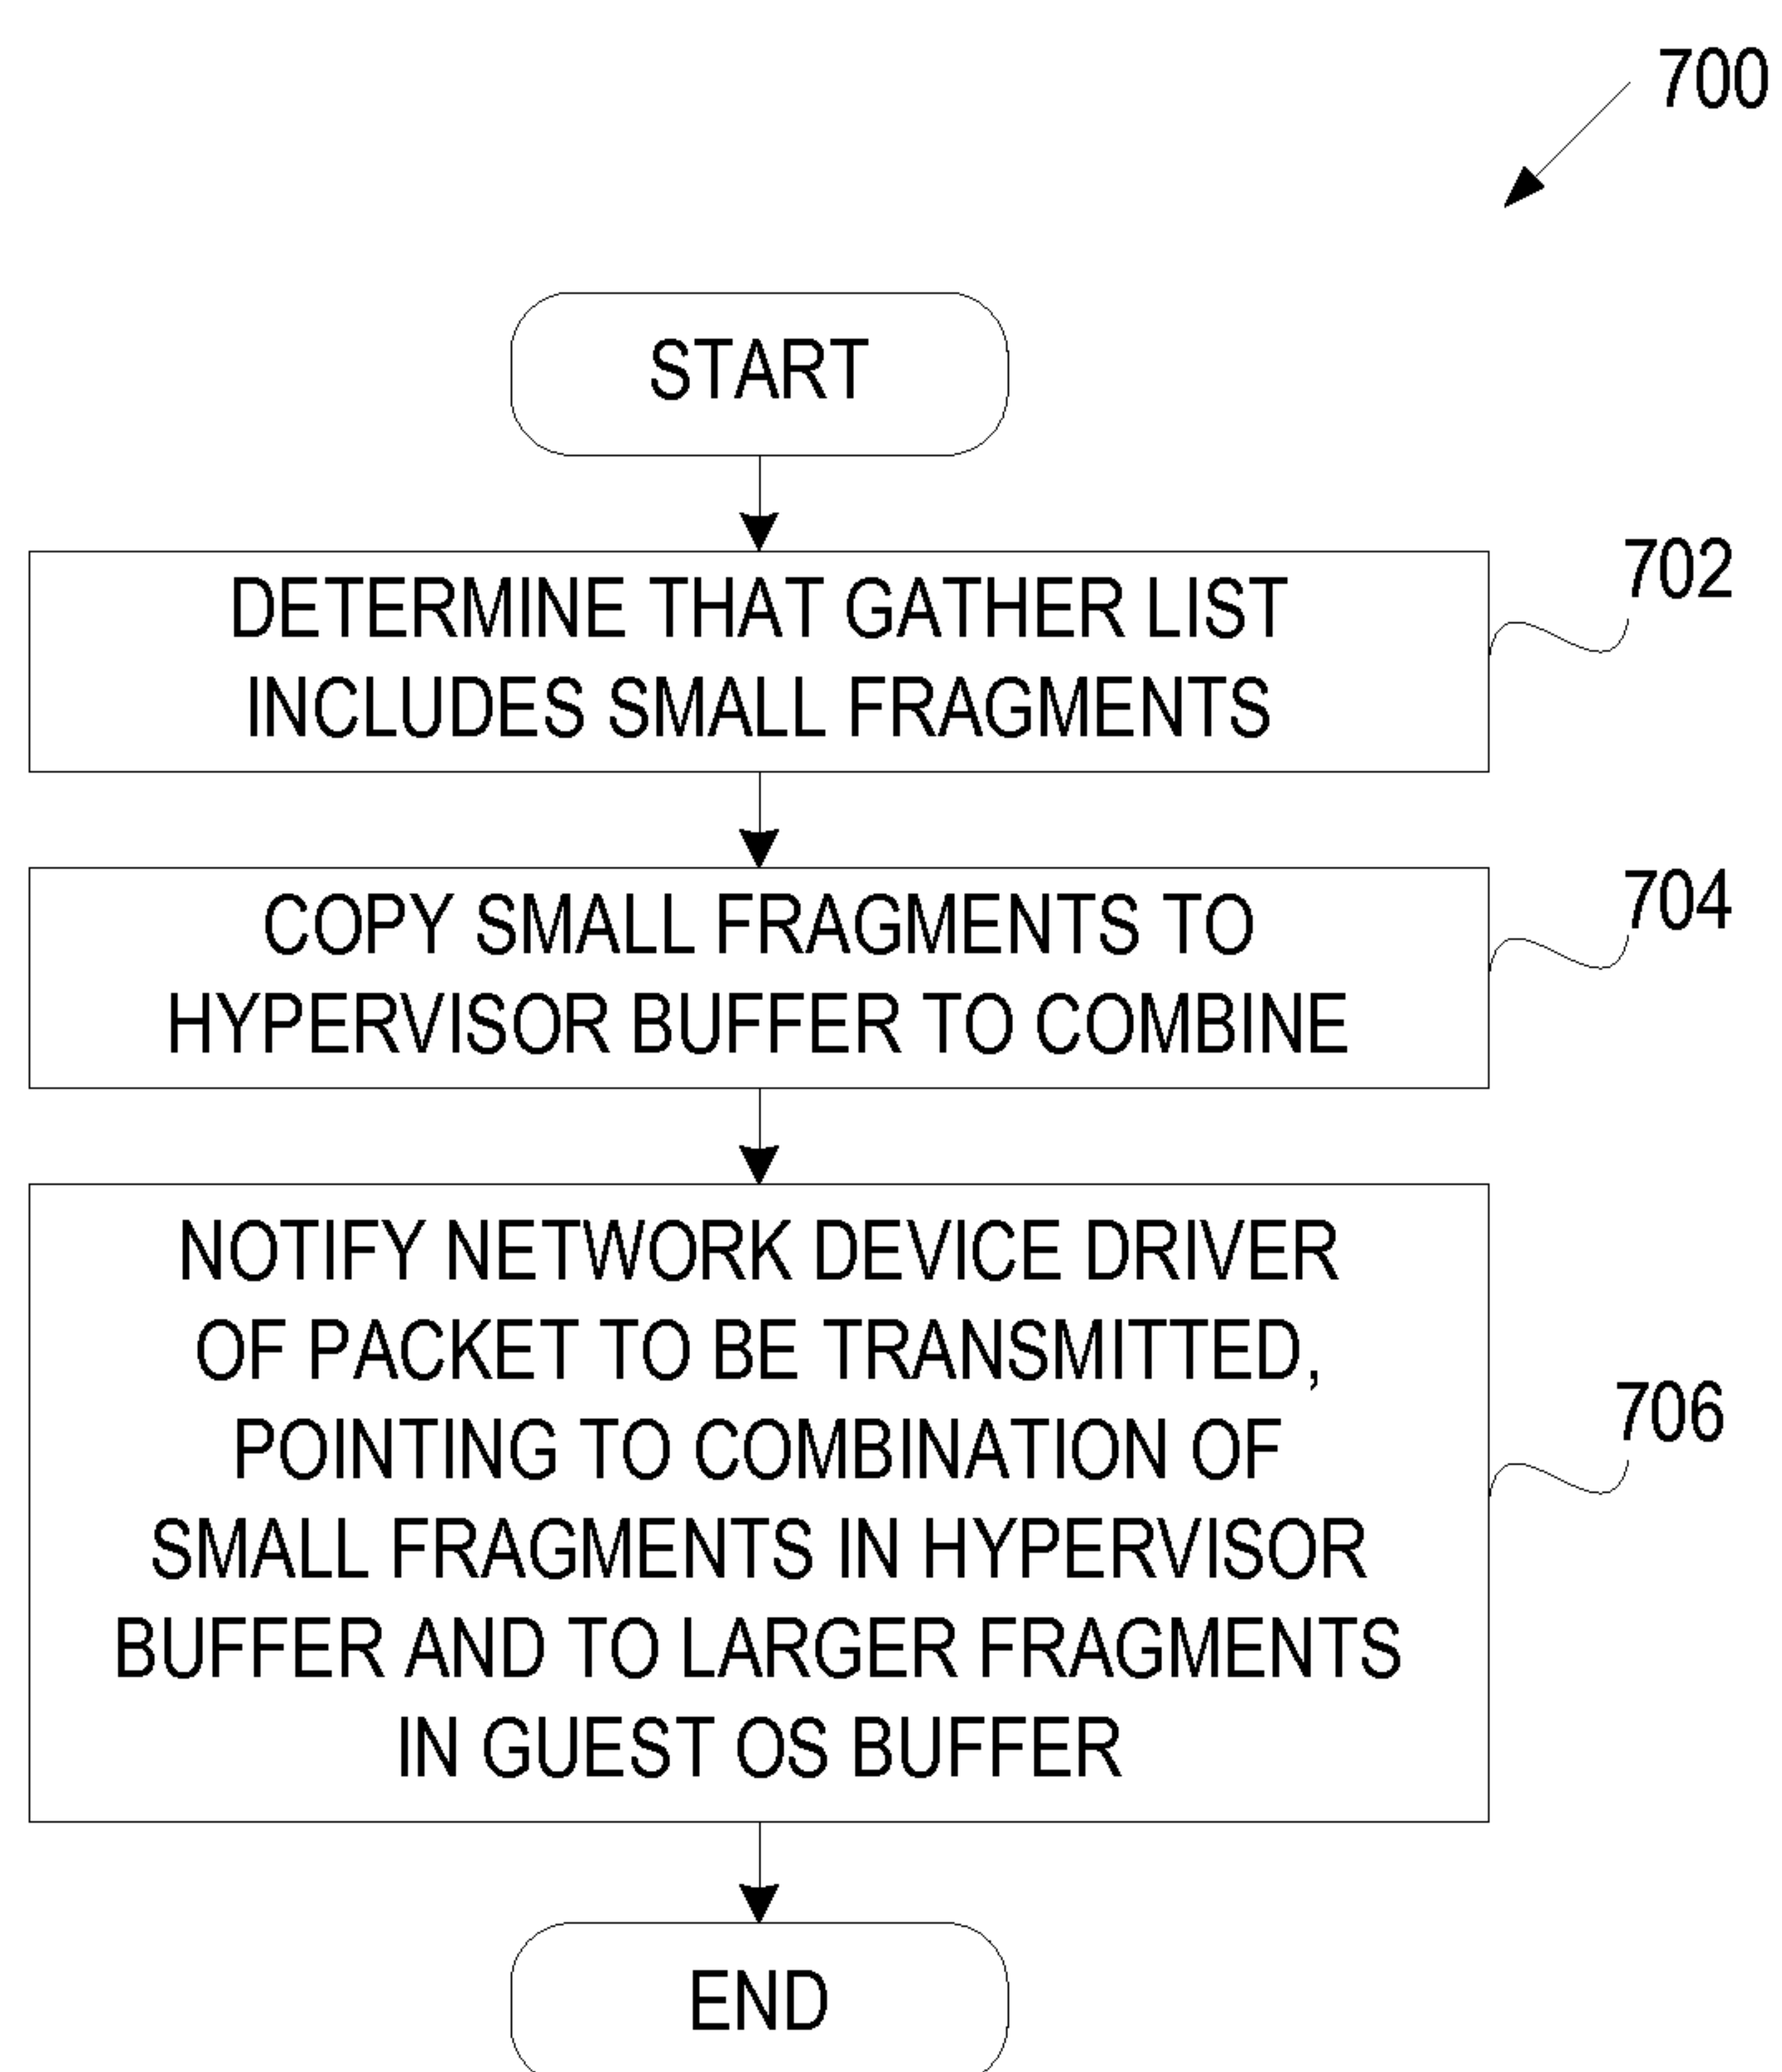 700
START
DETERMINE THAT GATHER LIST
INCLUDES SMALL FRAGMENTS
702
COPY SMALL FRAGMENTS TO
HYPERVISOR BUFFER TO COMBINE
704
NOTIFY NETWORK DEVICE DRIVER
OF PACKET TO BE TRANSMITTED,
POINTING TO COMBINATION OF
SMALL FRAGMENTS IN HYPERVISOR
BUFFER AND TO LARGER FRAGMENTS
IN GUEST OS BUFFER
706
END